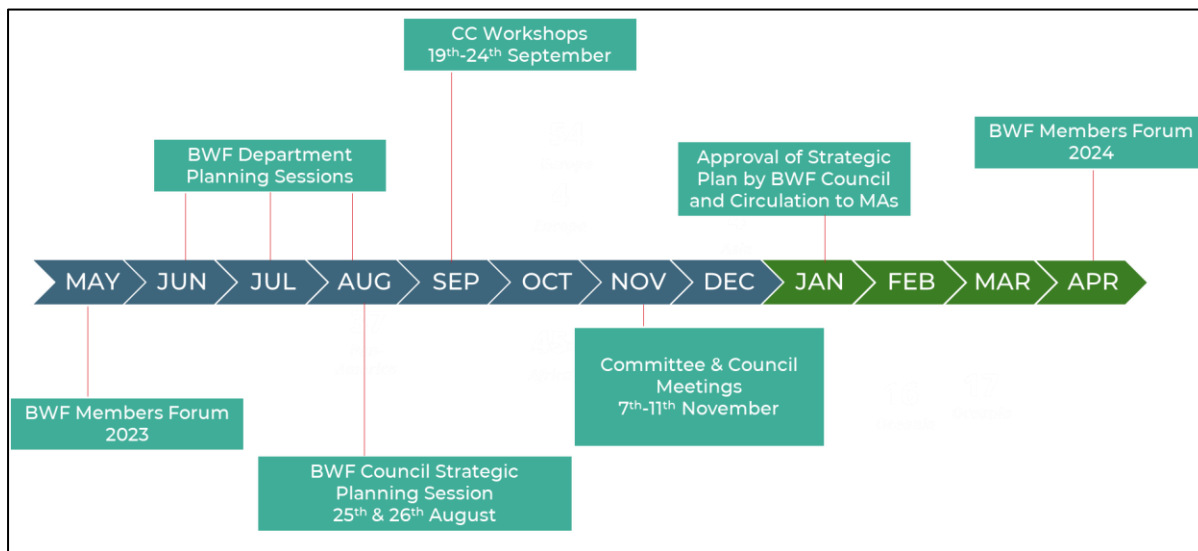 CC Workshops
19th-24th September
BWF Members Forum
2024
BWF Department
Planning Sessions
Approval of Strategic
Plan by BWF Council
and Circulation to MAs
MAY JUN JUL AUG SEP OCT NOV DEC JAN FEB MAR APR
BWF Members Forum
2023
Committee & Council
Meetings
7th-11th November
BWF Council Strategic
Planning Session
25th & 26th August